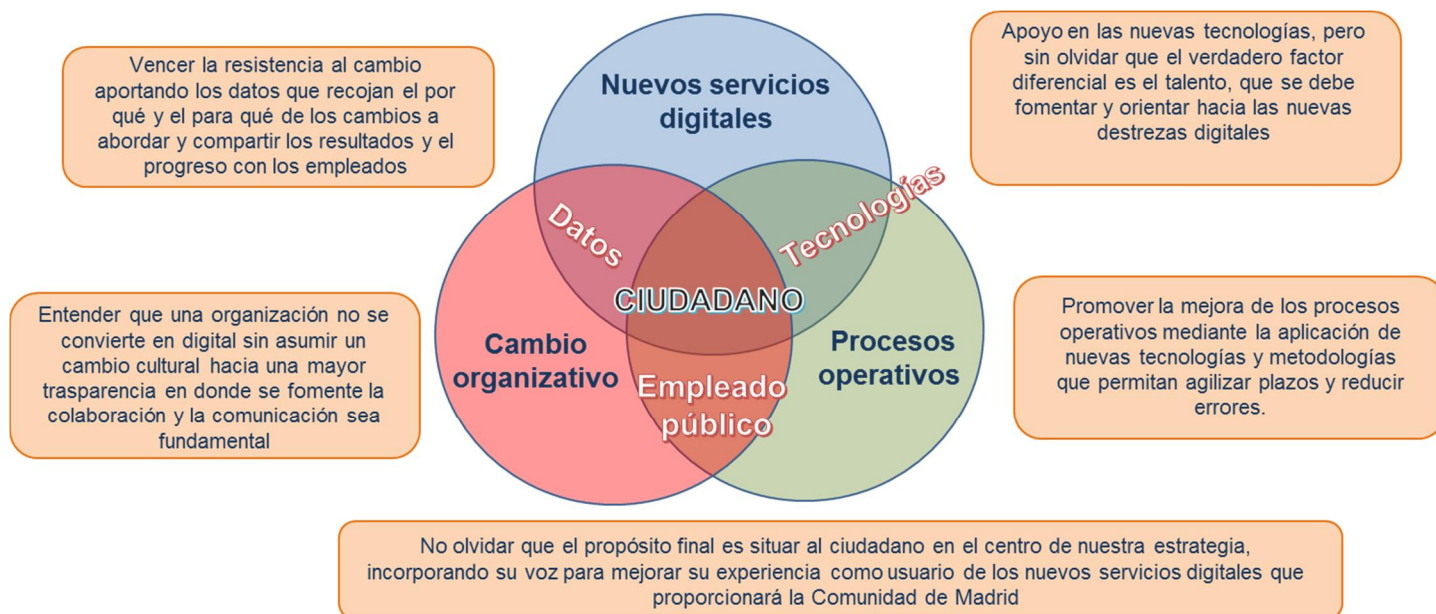 Vencer la resistencia al cambio
aportando los datos que recojan el por
qué y el para qué de los cambios a
abordar y compartir los resultados y el
progreso con los empleados
Nuevos servicios
digitales
Apoyo en las nuevas tecnologías, pero
sin olvidar que el verdadero factor
diferencial es el talento, que se debe
fomentar y orientar hacia las nuevas
destrezas digitales
Datos
Tecnologías
CIUDADANO
Entender que una organización no se
convierte en digital sin asumir un
cambio cultural hacia una mayor
trasparencia en donde se fomente la
colaboración y la comunicación sea
fundamental
Cambio
organizativo
Empleado
público
Procesos
operativos
Promover la mejora de los procesos
operativos mediante la aplicación de
nuevas tecnologías y metodologías
que permitan agilizar plazos y reducir
errores.
No olvidar que el propósito final es situar al ciudadano en el centro de nuestra estrategia,
incorporando su voz para mejorar su experiencia como usuario de los nuevos servicios digitales que
proporcionará la Comunidad de Madrid